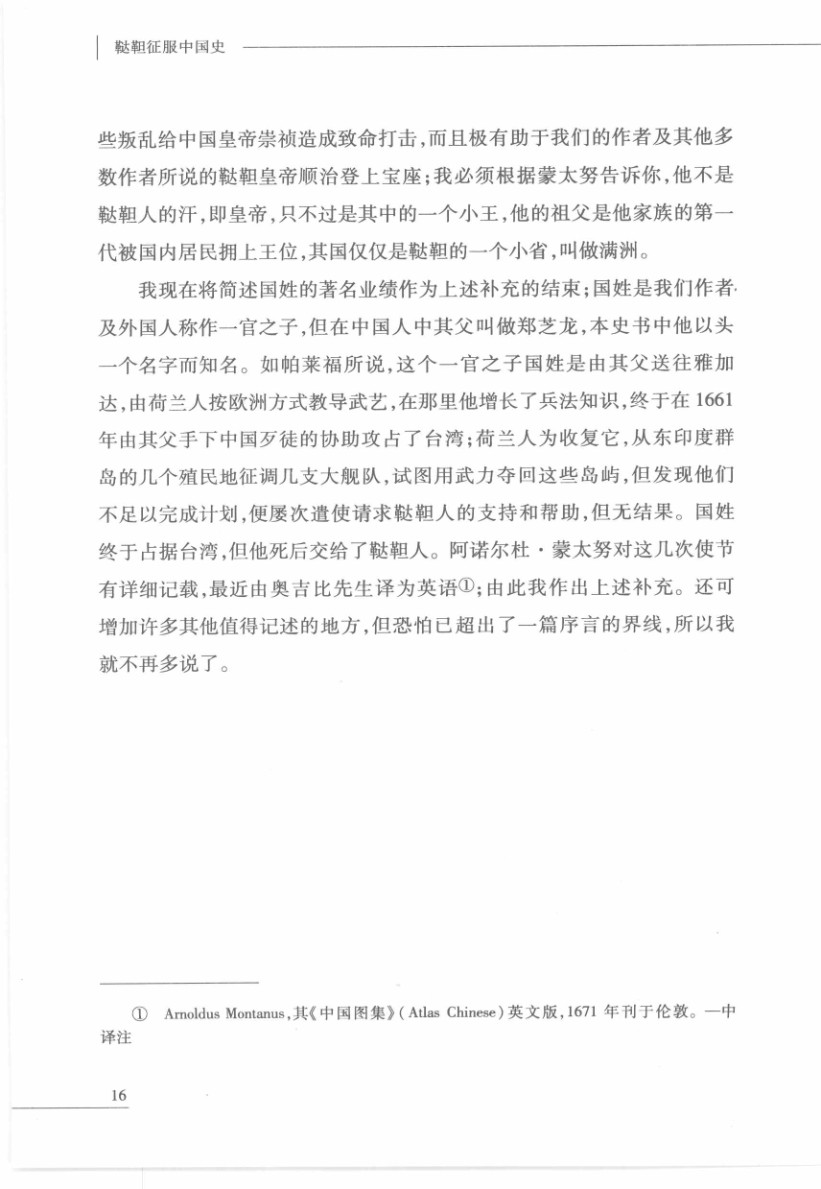 鞑靼征服中国史
些叛乱给中国皇帝崇祯造成致命打击,而且极有助于我们的作者及其他多
数作者所说的鞑靼皇帝顺治登上宝座;我必须根据蒙太努告诉你,他不是
鞑靼人的汗,即皇帝,只不过是其中的一个小王,他的祖父是他家族的第一
代被国内居民拥上王位,其国仅仅是鞑靼的一个小省,叫做满洲。
我现在将简述国姓的著名业绩作为上述补充的结束;国姓是我们作者
及外国人称作一官之子,但在中国人中其父叫做郑芝龙,本史书中他以头
一个名字而知名。如帕莱福所说,这个一官之子国姓是由其父送往雅加
达,由荷兰人按欧洲方式教导武艺,在那里他增长了兵法知识,终于在 1661
年由其父手下中国歹徒的协助攻占了台湾;荷兰人为收复它,从东印度群
岛的几个殖民地征调几支大舰队,试图用武力夺回这些岛屿,但发现他们
不足以完成计划,便屡次遣使请求鞑靼人的支持和帮助,但无结果。国姓
终于占据台湾,但他死后交给了鞑靼人。阿诺尔杜·蒙太努对这几次使节
有详细记载,最近由奥吉比先生译为英语①;由此我作出上述补充。还可
增加许多其他值得记述的地方,但恐怕已超出了一篇序言的界线,所以我
就不再多说了。
① Arnoldus Montanus,其《中国图集》(Atlas Chinese)英文版,1671 年刊于伦敦。—中
译注
16